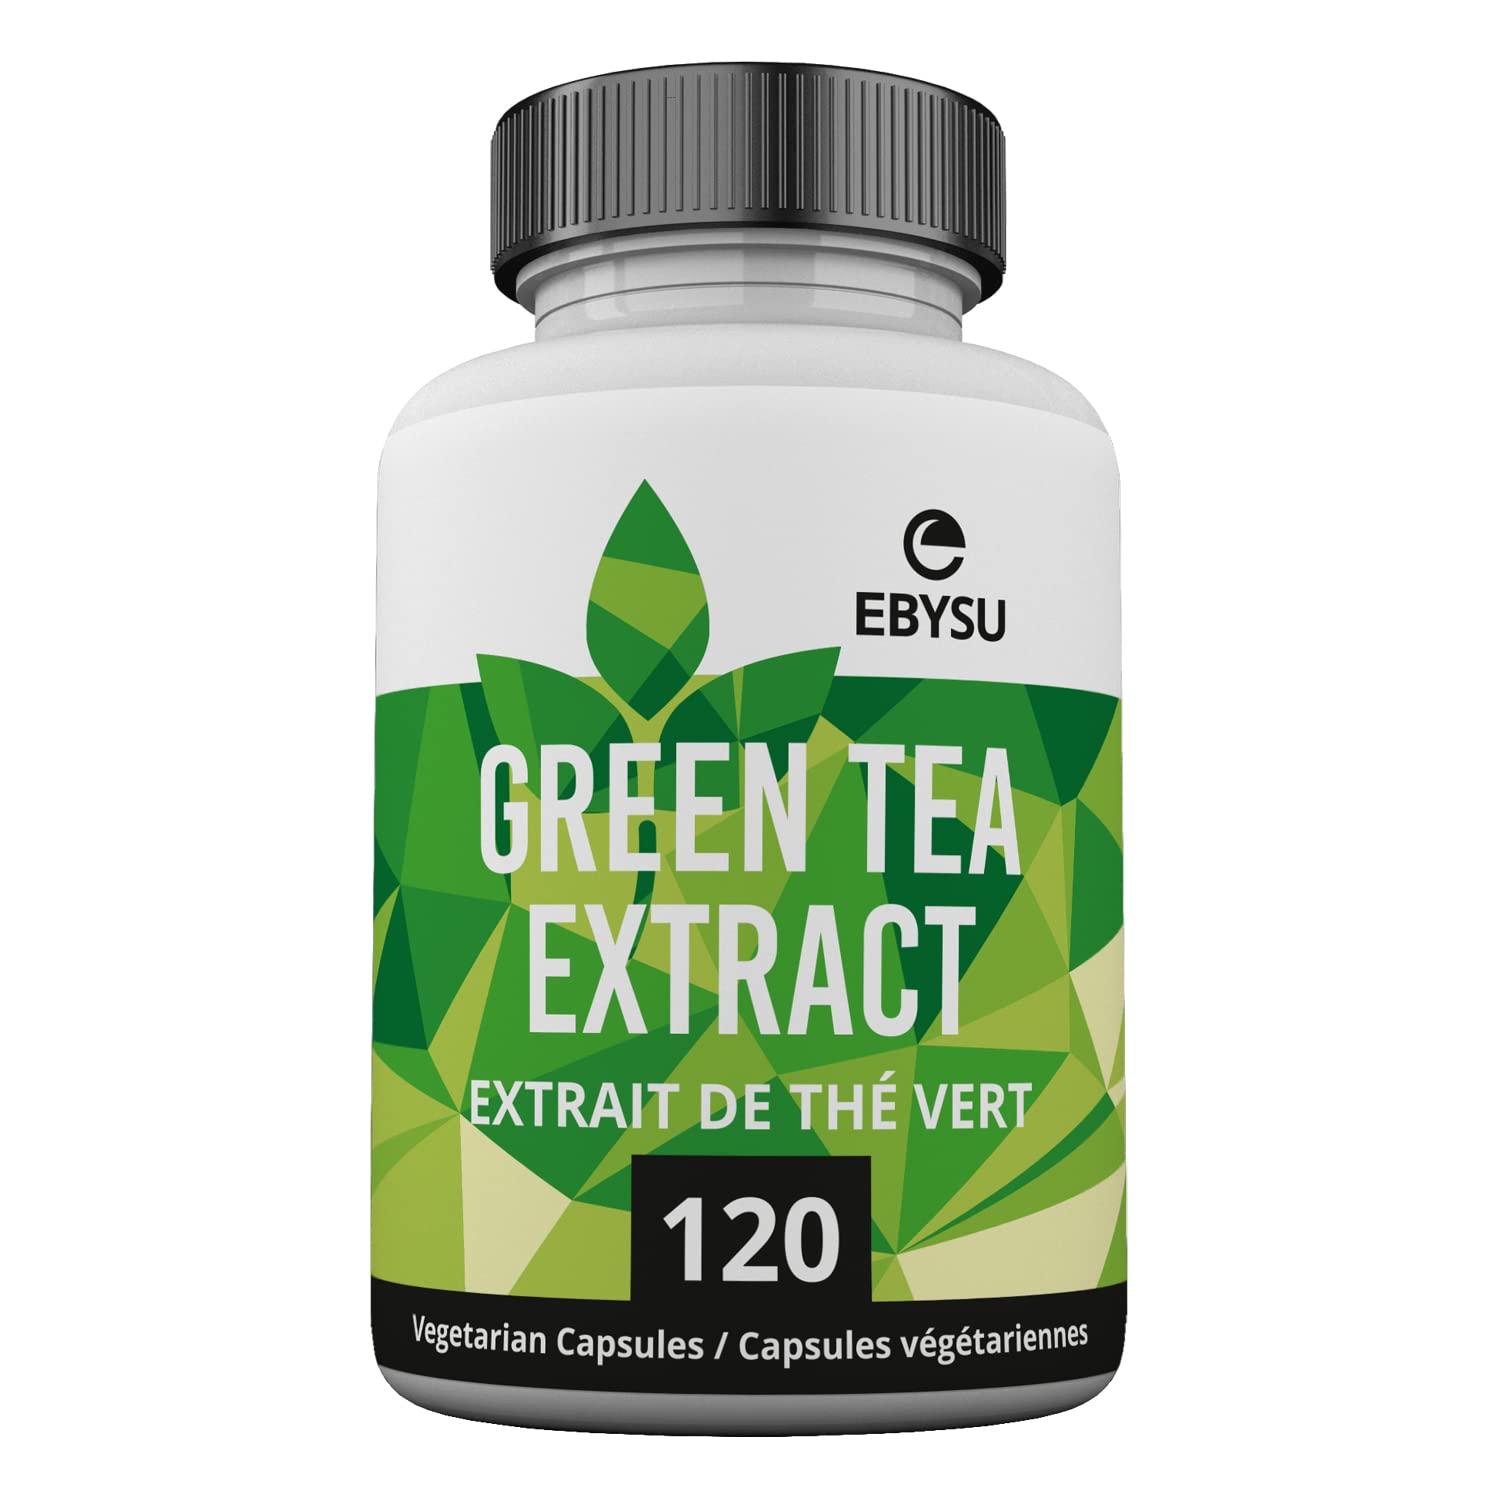 EBYSU
GREEN TEA
EXTRACT
EXTRAIT DE THÉ VERT
120
Vegetarian Capsules / Capsules végétariennes